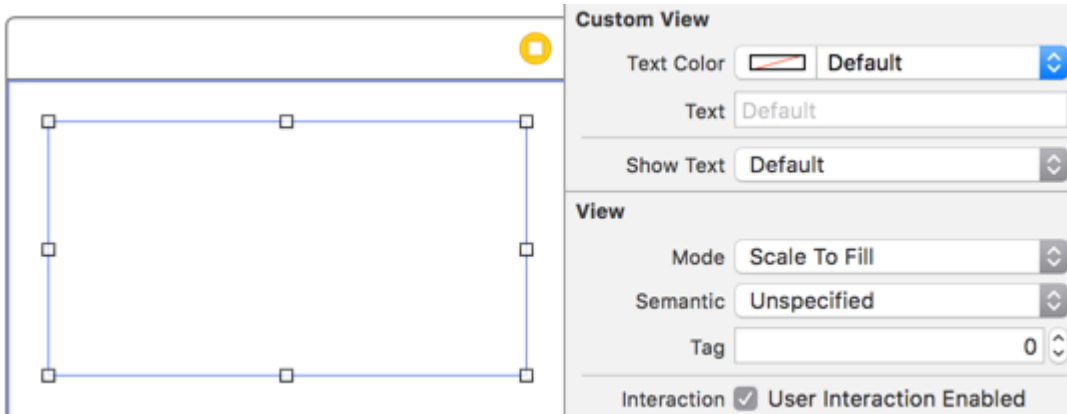 Custom View
Text Color Default
Text Default
Show Text Default
View
Mode Scale To Fill
Semantic Unspecified
Tag 0
Interaction User Interaction Enabled